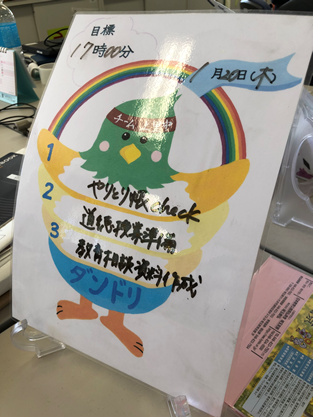 目標
17時00分
1月20日(木)
1
やりとり帳check
2
道徳授業準備
3
教育相談資料作成
ダンドリ